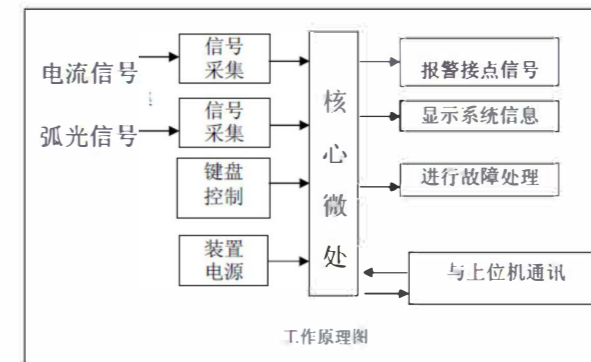 电流信号
信号
采集
弧光信号
信号
采集
键盘
控制
装置
电源
核
心
微
处
报警接点信号
显示系统信息
进行故障处理
与上位机通讯
工作原理图